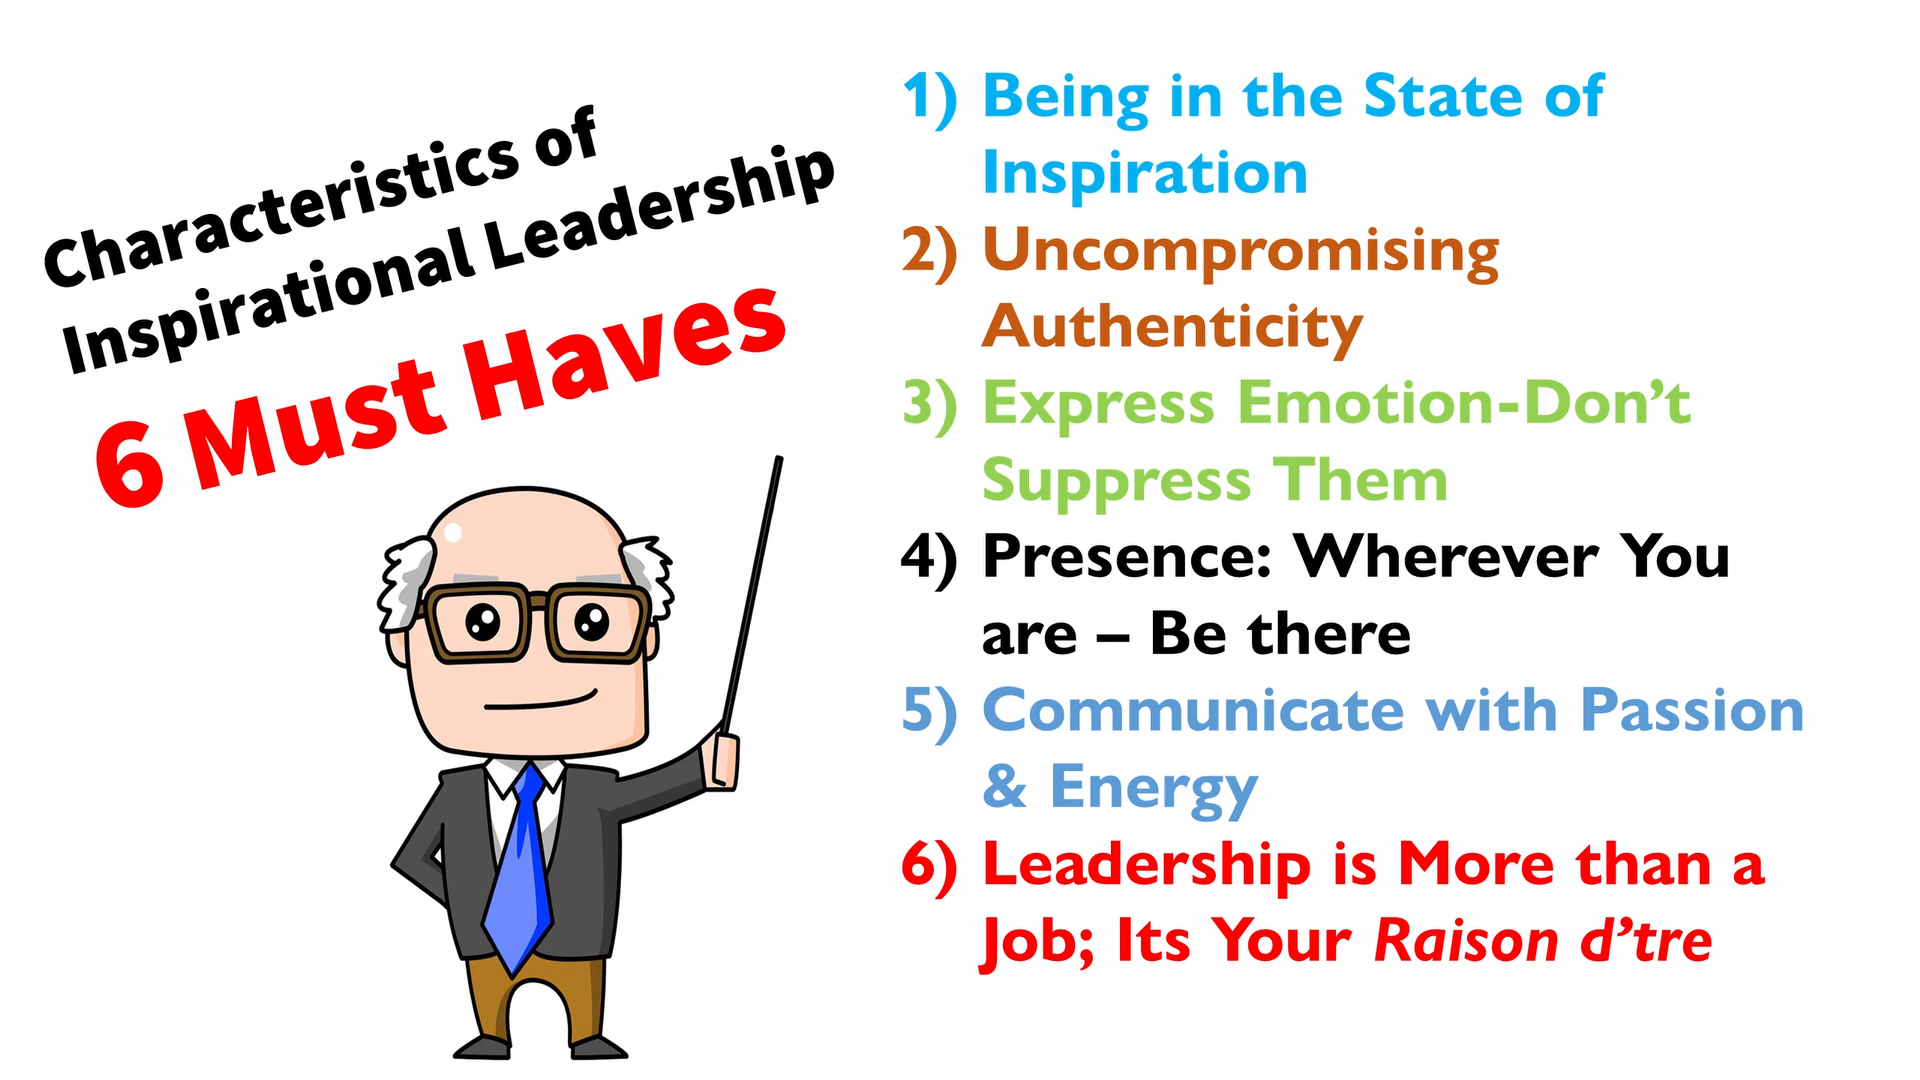 Characteristics of
Inspirational Leadership
6 Must Haves
1) Being in the State of
Inspiration
2) Uncompromising
Authenticity
3) Express Emotion-Don’t
Suppress Them
4) Presence: Wherever You
are – Be there
5) Communicate with Passion
& Energy
6) Leadership is More than a
Job; Its Your Raison d’tre